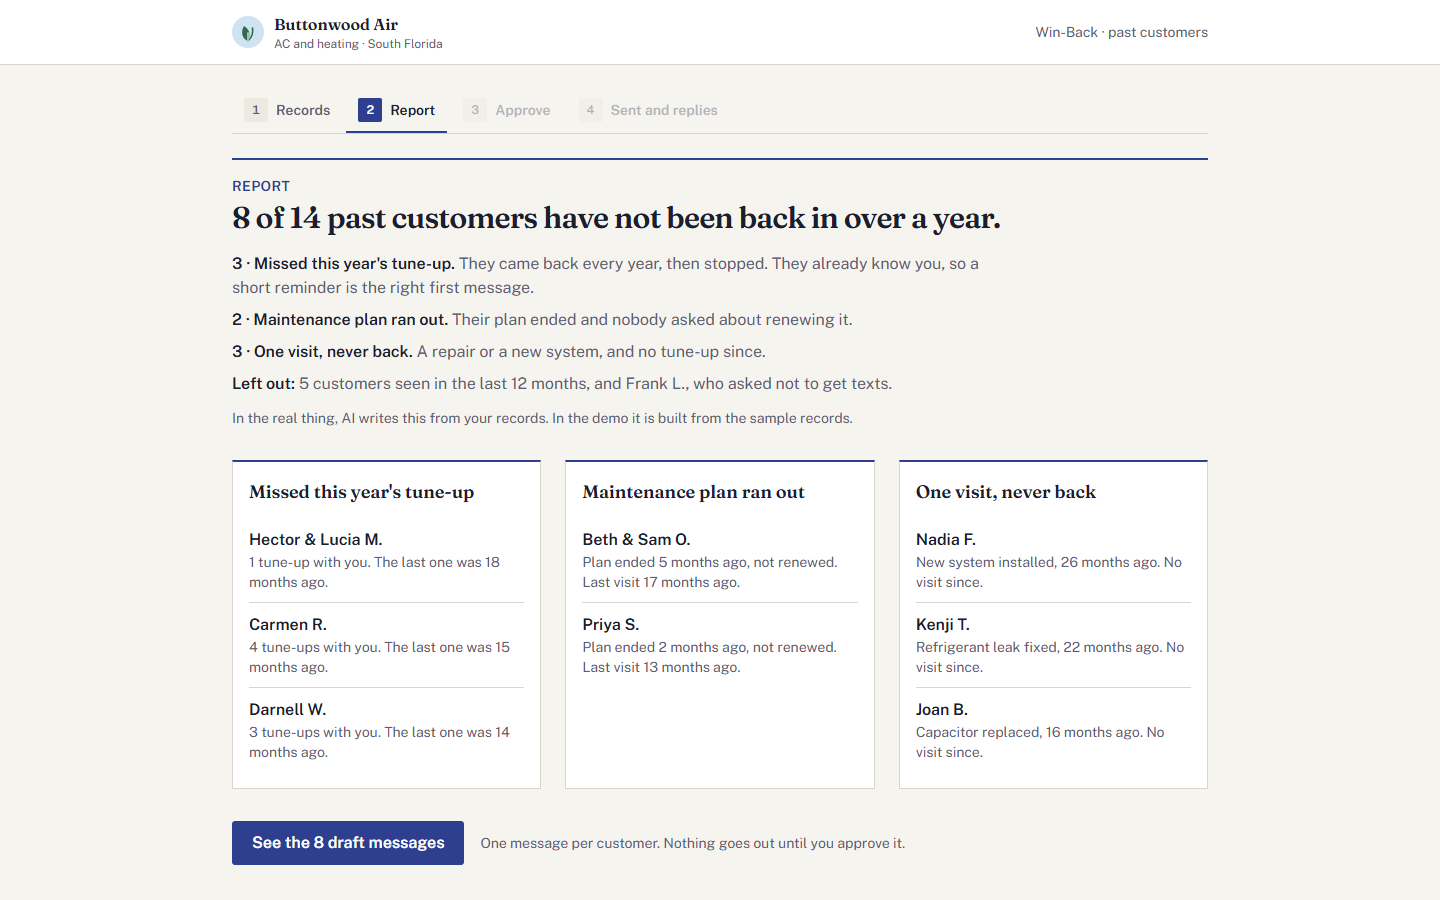 Buttonwood Air
AC and heating · South Florida
Win-Back · past customers
1 Records
2 Report
3 Approve
4 Sent and replies
REPORT
8 of 14 past customers have not been back in over a year.
3 · Missed this year's tune-up. They came back every year, then stopped. They already know you, so a
short reminder is the right first message.
2 · Maintenance plan ran out. Their plan ended and nobody asked about renewing it.
3 · One visit, never back. A repair or a new system, and no tune-up since.
Left out: 5 customers seen in the last 12 months, and Frank L., who asked not to get texts.
In the real thing, AI writes this from your records. In the demo it is built from the sample records.
Missed this year's tune-up
Hector & Lucia M.
1 tune-up with you. The last one was 18
months ago.
Carmen R.
4 tune-ups with you. The last one was 15
months ago.
Darnell W.
3 tune-ups with you. The last one was 14
months ago.
Maintenance plan ran out
Beth & Sam O.
Plan ended 5 months ago, not renewed.
Last visit 17 months ago.
Priya S.
Plan ended 2 months ago, not renewed.
Last visit 13 months ago.
One visit, never back
Nadia F.
New system installed, 26 months ago. No
visit since.
Kenji T.
Refrigerant leak fixed, 22 months ago. No
visit since.
Joan B.
Capacitor replaced, 16 months ago. No
visit since.
See the 8 draft messages
One message per customer. Nothing goes out until you approve it.